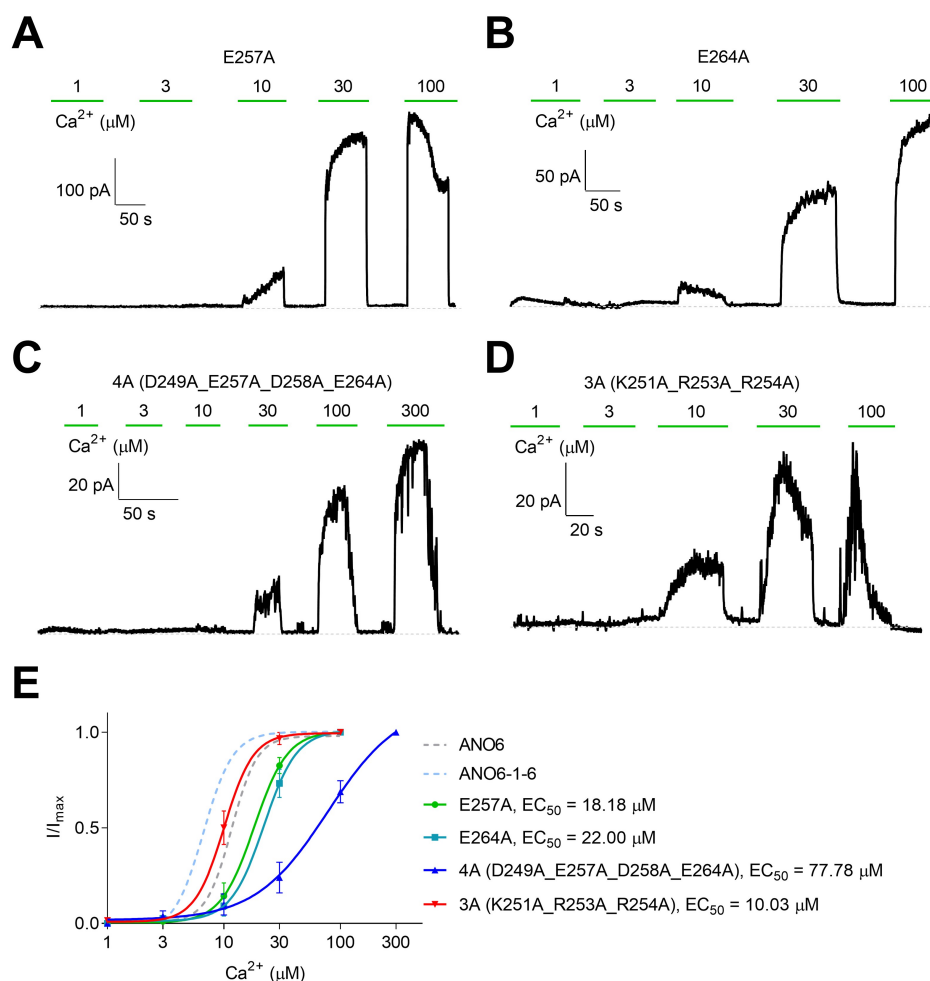 A
E257A
1 3 10 30 100
Ca²⁺ (μM)
100 pA
50 s
B
E264A
1 3 10 30 100
Ca²⁺ (μM)
50 pA
50 s
C
4A (D249A_E257A_D258A_E264A)
1 3 10 30 100 300
Ca²⁺ (μM)
20 pA
50 s
D
3A (K251A_R253A_R254A)
1 3 10 30 100
Ca²⁺ (μM)
20 pA
20 s
E
I/Imax
1.0
0.5
0.0
1 3 10 30 100 300
Ca²⁺ (μM)
ANO6
ANO6-1-6
E257A, EC₅₀ = 18.18 μM
E264A, EC₅₀ = 22.00 μM
4A (D249A_E257A_D258A_E264A), EC₅₀ = 77.78 μM
3A (K251A_R253A_R254A), EC₅₀ = 10.03 μM